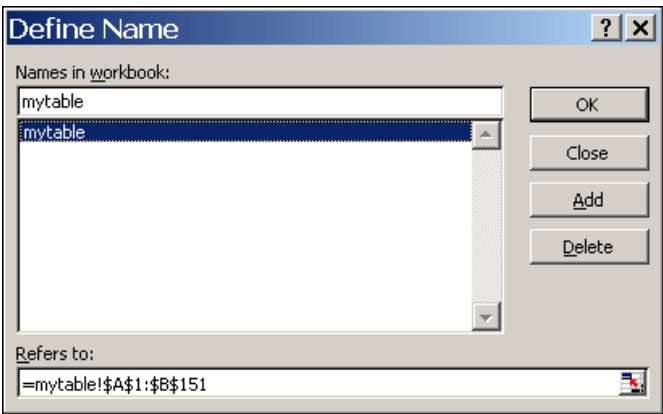 Define Name
Names in workbook:
mytable
OK
mytable
Close
Add
Delete
Refers to:
=mytable!$A$1:$B$151